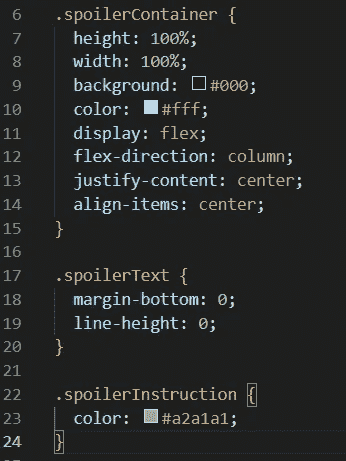 6 .spoilerContainer {
7 height: 100%;
8 width: 100%;
9 background: #000;
10 color: #fff;
11 display: flex;
12 flex-direction: column;
13 justify-content: center;
14 align-items: center;
15 }
16
17 .spoilerText {
18 margin-bottom: 0;
19 line-height: 0;
20 }
21
22 .spoilerInstruction {
23 color: #a2a1a1;
24 }